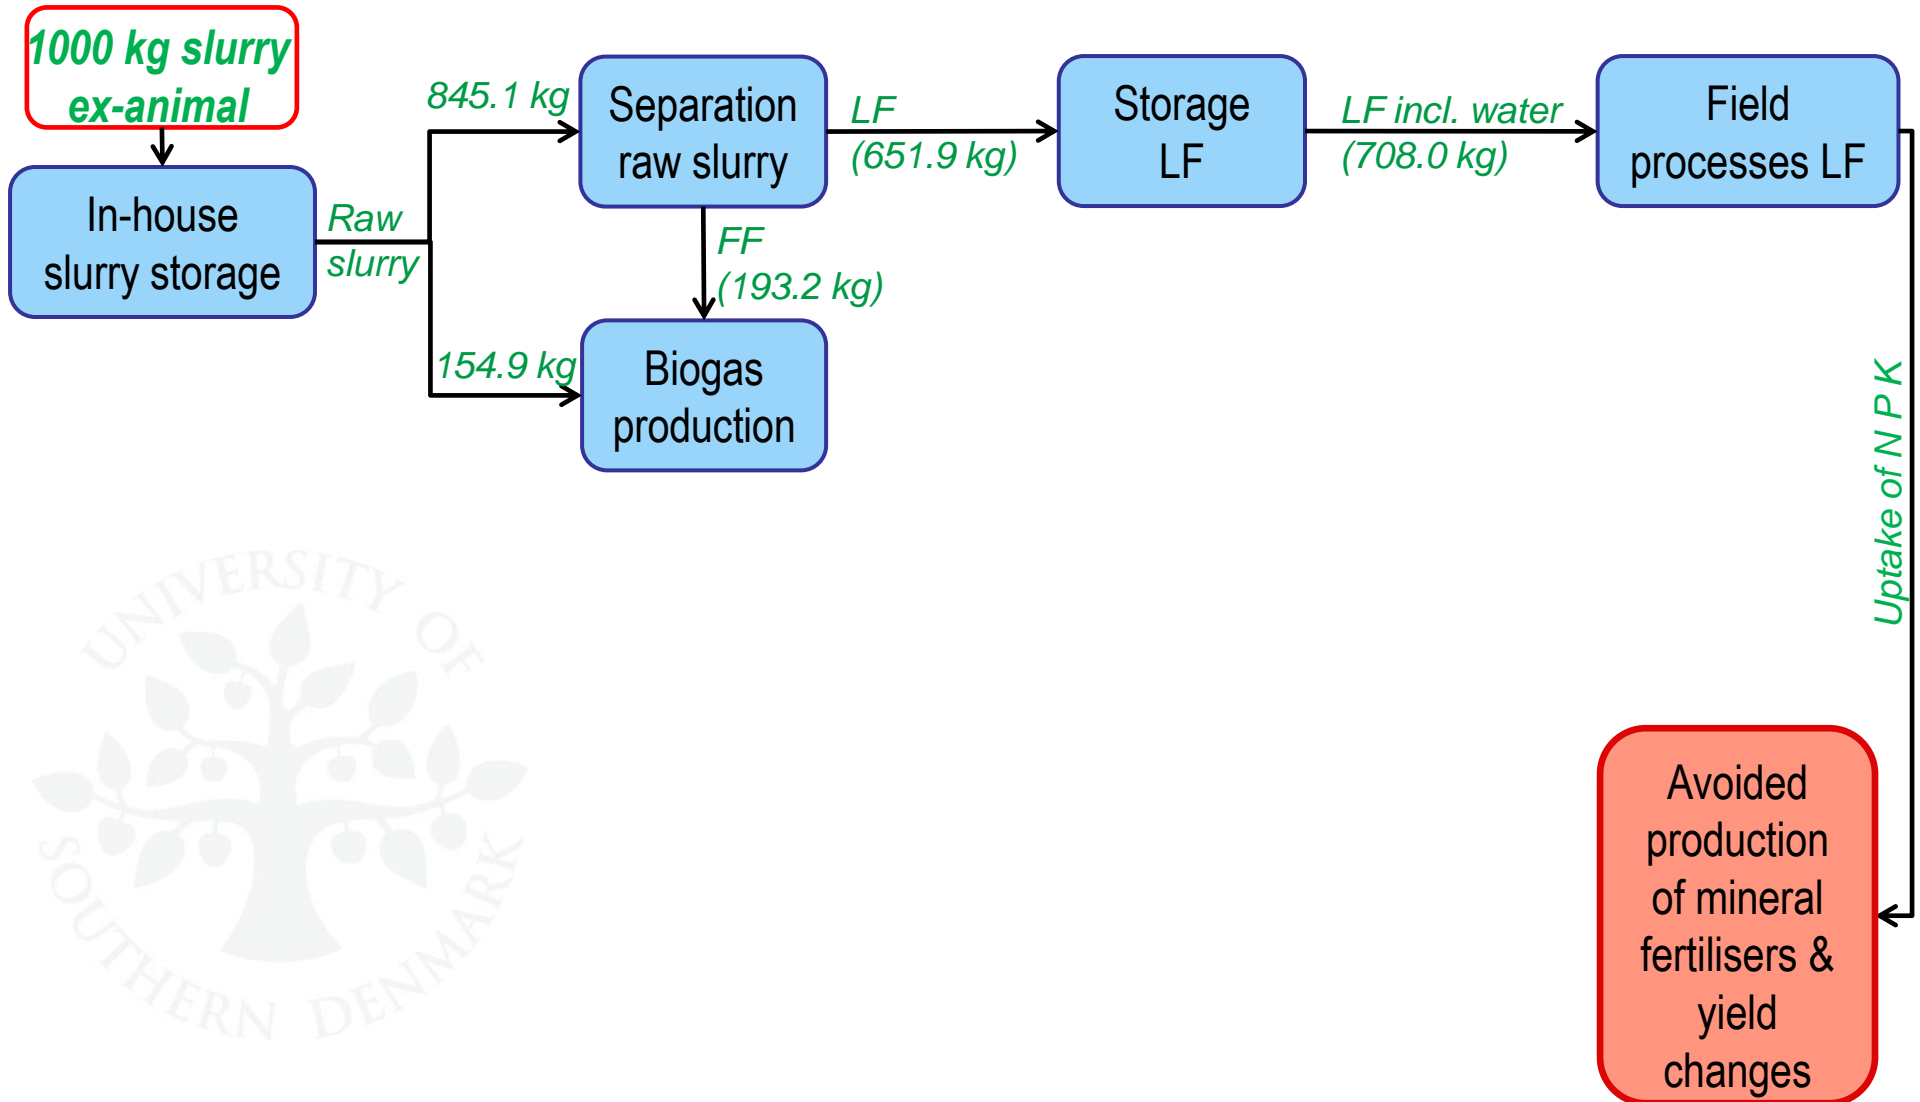 1000 kg slurry
ex-animal
In-house
slurry storage
Raw
slurry
845.1 kg
154.9 kg
Separation
raw slurry
FF
(193.2 kg)
Biogas
production
LF
(651.9 kg)
Storage
LF
LF incl. water
(708.0 kg)
Field
processes LF
Uptake of N P K
Avoided
production
of mineral
fertilisers &
yield
changes
UNIVERSITY OF
SOUTHERN DENMARK